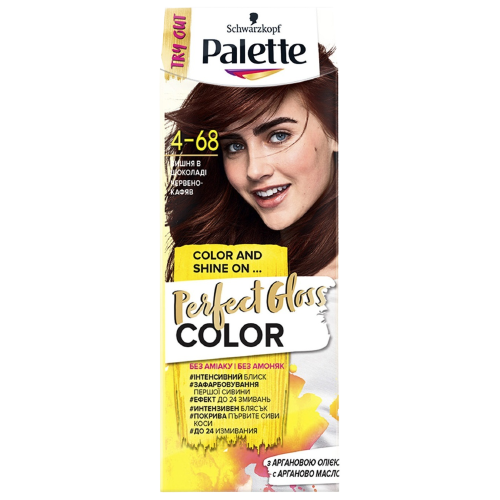 TRY OUT
Schwarzkopf
Palette
4-68
ВИШНЯ В
ШОКОЛАДІ
ЧЕРВЕНО-
КАФЯВ
COLOR AND
SHINE ON ...
Perfect Gloss
COLOR
БЕЗ АМІАКУ | БЕЗ АМОНЯК
#ІНТЕНСИВНИЙ БЛИСК
#ЗАФАРБОВУВАННЯ
ПЕРШОЇ СИВИНИ
#ЕФЕКТ ДО 24 ЗМИВАНЬ
#ИНТЕНЗИВЕН БЛЯСЪК
#ПОКРИВА ПЪРВИТЕ СИВИ
КОСИ
#ДО 24 ИЗМИВАНИЯ
з АРГАНОВОЮ ОЛІЄЮ
с АРГАНОВО МАСЛО